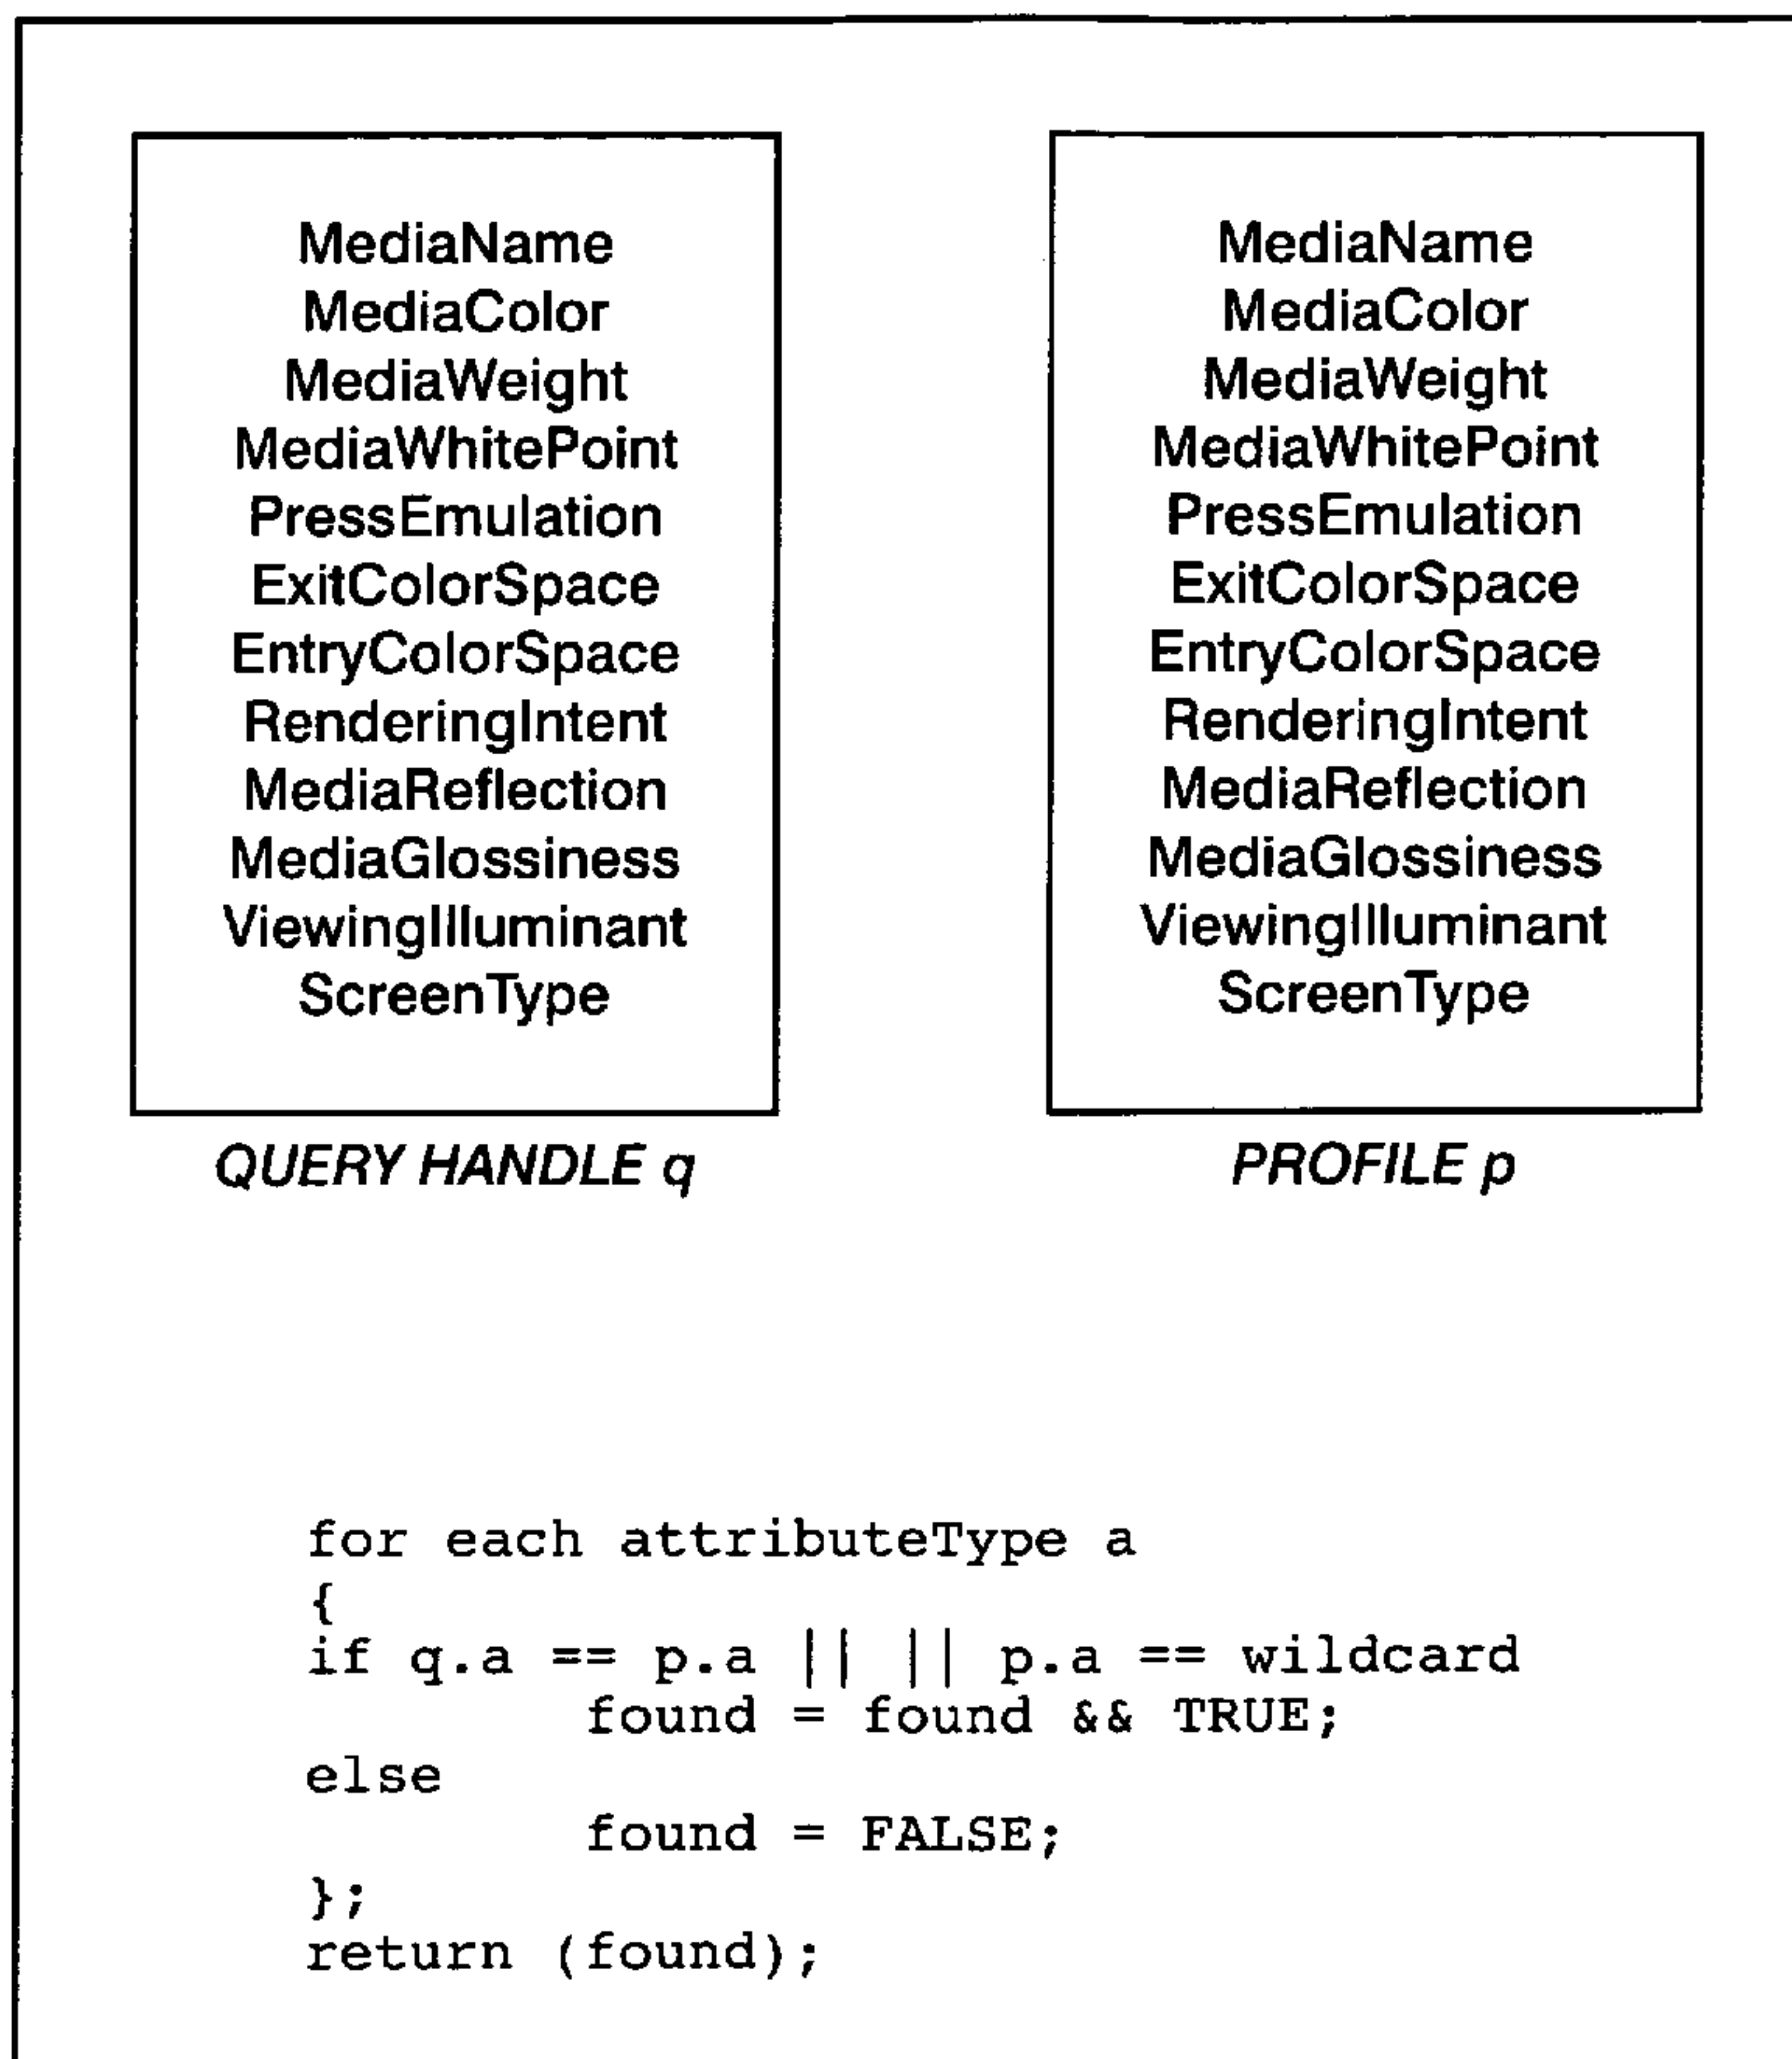 MediaName
MediaColor
MediaWeight
MediaWhitePoint
PressEmulation
ExitColorSpace
EntryColorSpace
RenderingIntent
MediaReflection
MediaGlossiness
ViewingIlluminant
ScreenType
QUERY HANDLE q
MediaName
MediaColor
MediaWeight
MediaWhitePoint
PressEmulation
ExitColorSpace
EntryColorSpace
RenderingIntent
MediaReflection
MediaGlossiness
ViewingIlluminant
ScreenType
PROFILE p
for each attributeType a
{
if q.a == p.a || || p.a == wildcard
found = found && TRUE;
else
found = FALSE;
};
return (found);